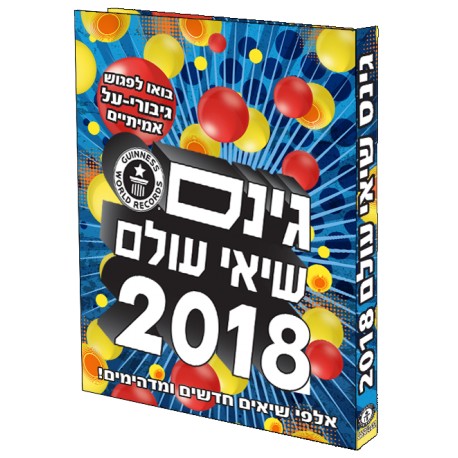 בואו לפגוש
גיבורי-על
אמיתיים
GUINNESS
WORLD RECORDS
גינס
שיאי עולם
2018
אלפי שיאים חדשים ומדהימים!
גינס שיאי עולם 2018